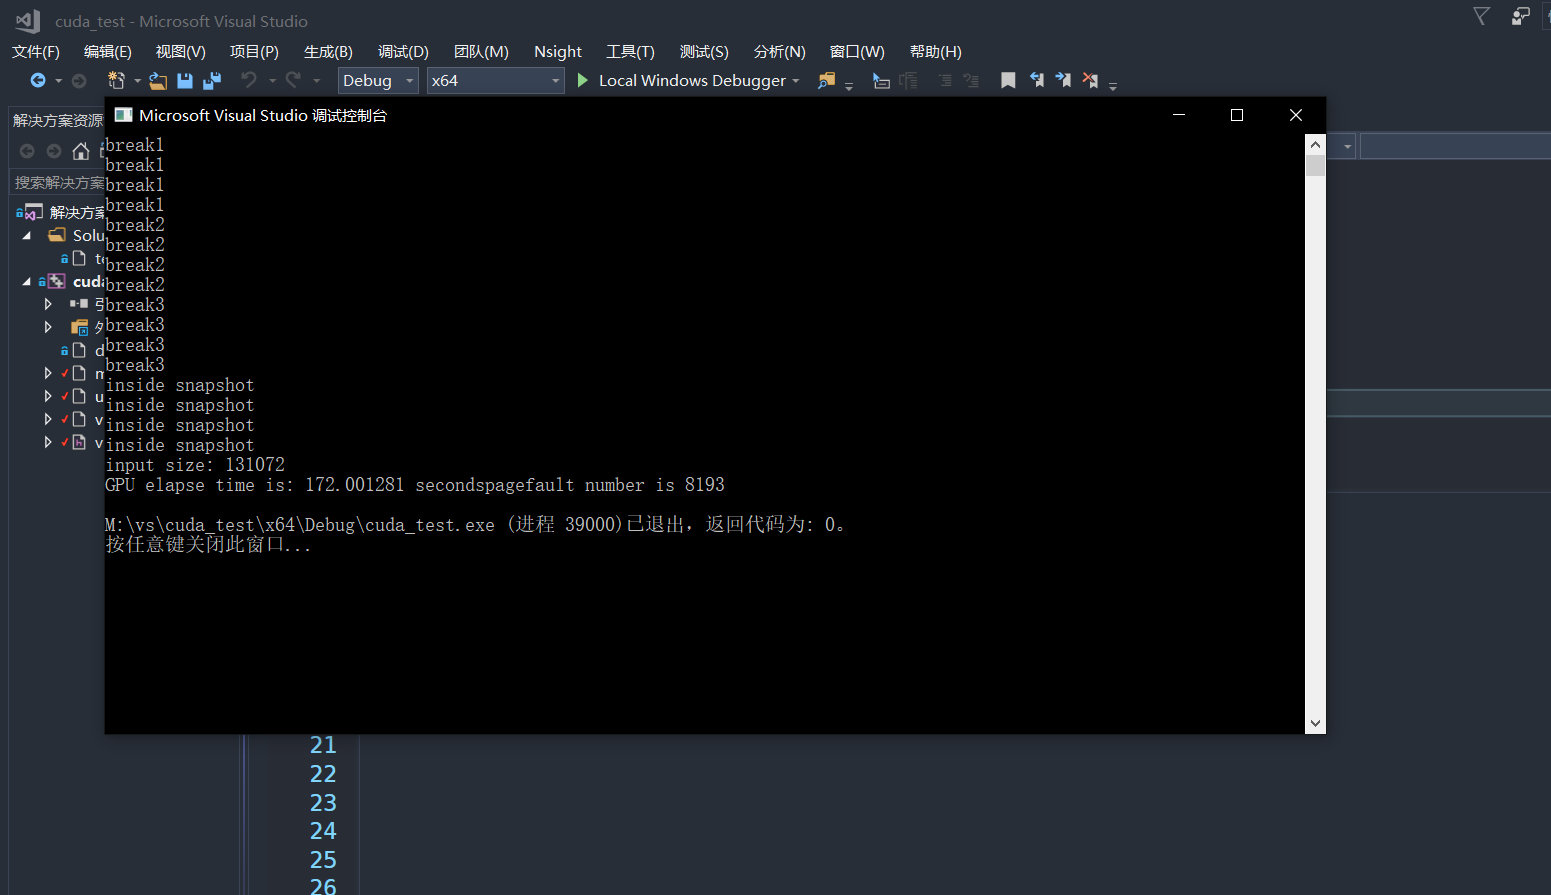 cuda_test - Microsoft Visual Studio
文件(F) 编辑(E) 视图(V) 项目(P) 生成(B) 调试(D) 团队(M) Nsight 工具(T) 测试(S) 分析(N) 窗口(W) 帮助(H)
Debug x64 Local Windows Debugger
解决方案资源
搜索解决方案
解决方案
Solu
cuda
Microsoft Visual Studio 调试控制台
break1
break1
break1
break1
break2
break2
break2
break2
break3
break3
break3
break3
inside snapshot
inside snapshot
inside snapshot
inside snapshot
input size: 131072
GPU elapse time is: 172.001281 secondspagefault number is 8193
M:\vs\cuda_test\x64\Debug\cuda_test.exe (进程 39000)已退出，返回代码为: 0。
按任意键关闭此窗口...
21
22
23
24
25
26